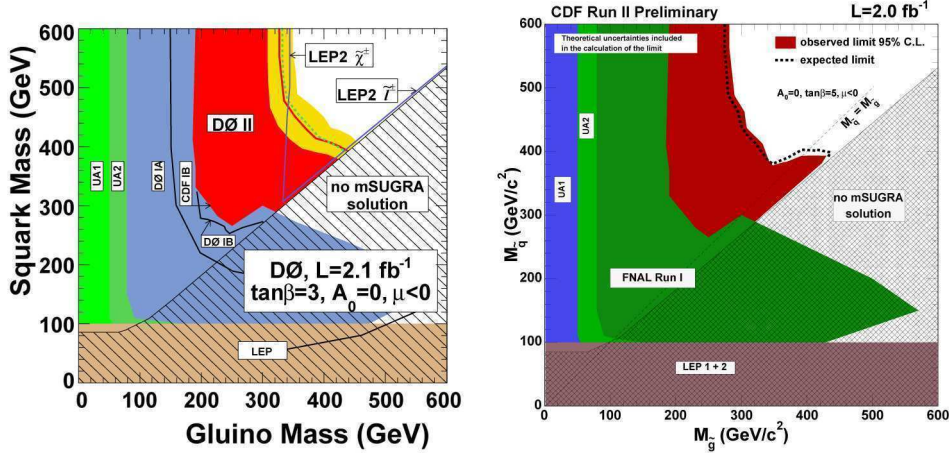 Squark Mass (GeV)
600
500
400
300
200
100
0
UA1
UA2
DØ IA
CDF IB
DØ IB
DØ II
LEP2 χ̃±
LEP2 l̃±
no mSUGRA
solution
DØ, L=2.1 fb⁻¹
tanβ=3, A₀=0, μ<0
LEP
0 100 200 300 400 500 600
Gluino Mass (GeV)
CDF Run II Preliminary L=2.0 fb⁻¹
M_q̃ (GeV/c²)
600
500
400
300
200
100
0
Theoretical uncertainties included
in the calculation of the limit
observed limit 95% C.L.
expected limit
A₀=0, tanβ=5, μ<0
M_q̃ = M_g̃
UA1
UA2
no mSUGRA
solution
FNAL Run I
LEP 1 + 2
0 100 200 300 400 500 600
M_g̃ (GeV/c²)